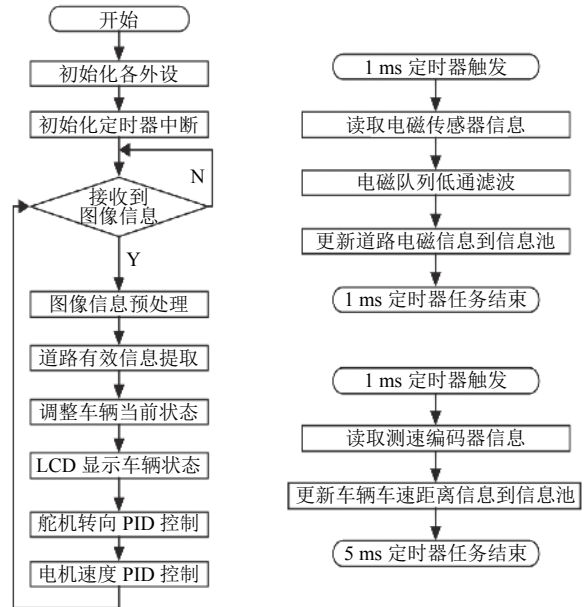 开始
初始化各外设
初始化定时器中断
N
接收到
图像信息
Y
图像信息预处理
道路有效信息提取
调整车辆当前状态
LCD 显示车辆状态
舵机转向 PID 控制
电机速度 PID 控制
1 ms 定时器触发
读取电磁传感器信息
电磁队列低通滤波
更新道路电磁信息到信息池
1 ms 定时器任务结束
1 ms 定时器触发
读取测速编码器信息
更新车辆车速距离信息到信息池
5 ms 定时器任务结束